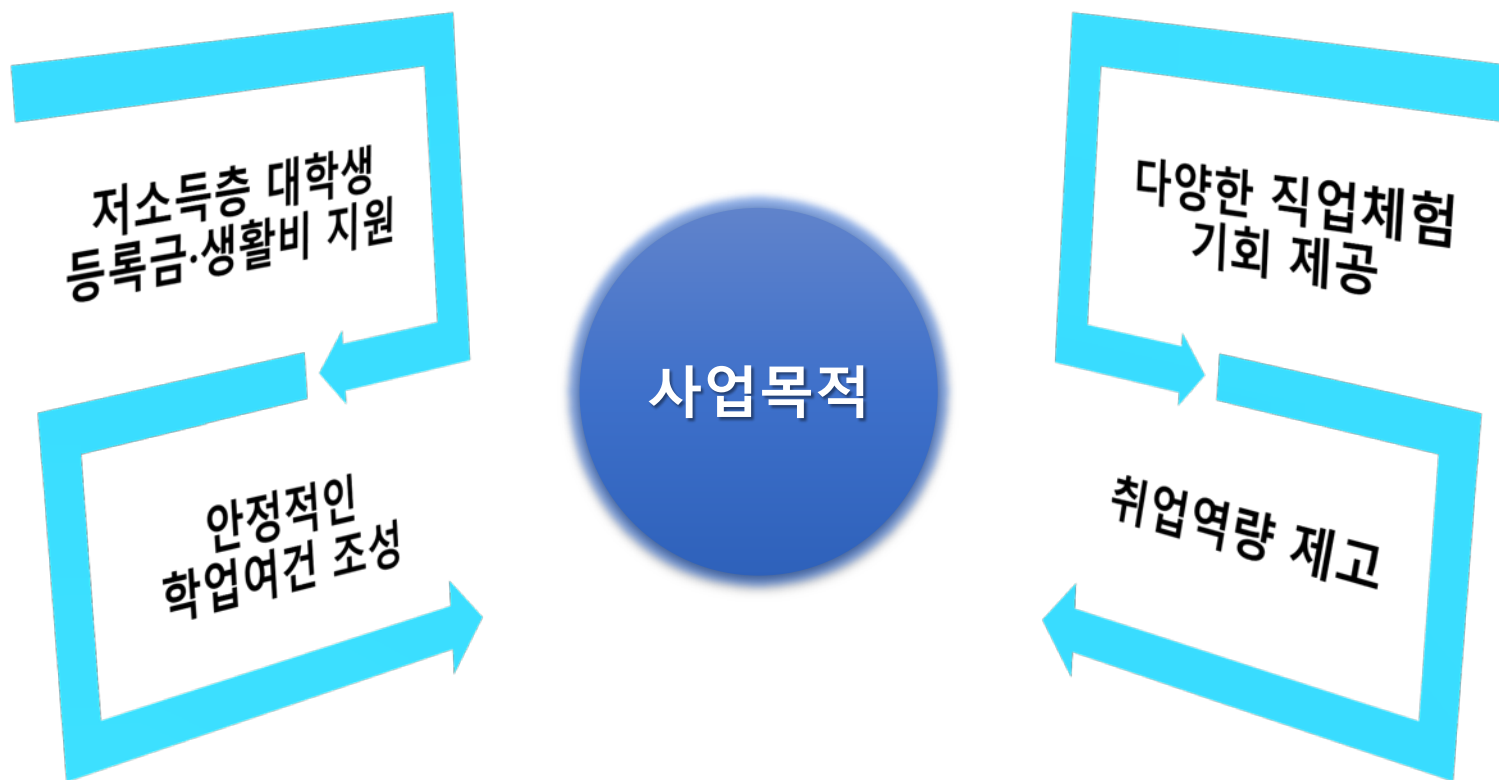 저소득층 대학생
등록금·생활비 지원
안정적인
학업여건 조성
사업목적
다양한 직업체험
기회 제공
취업역량 제고